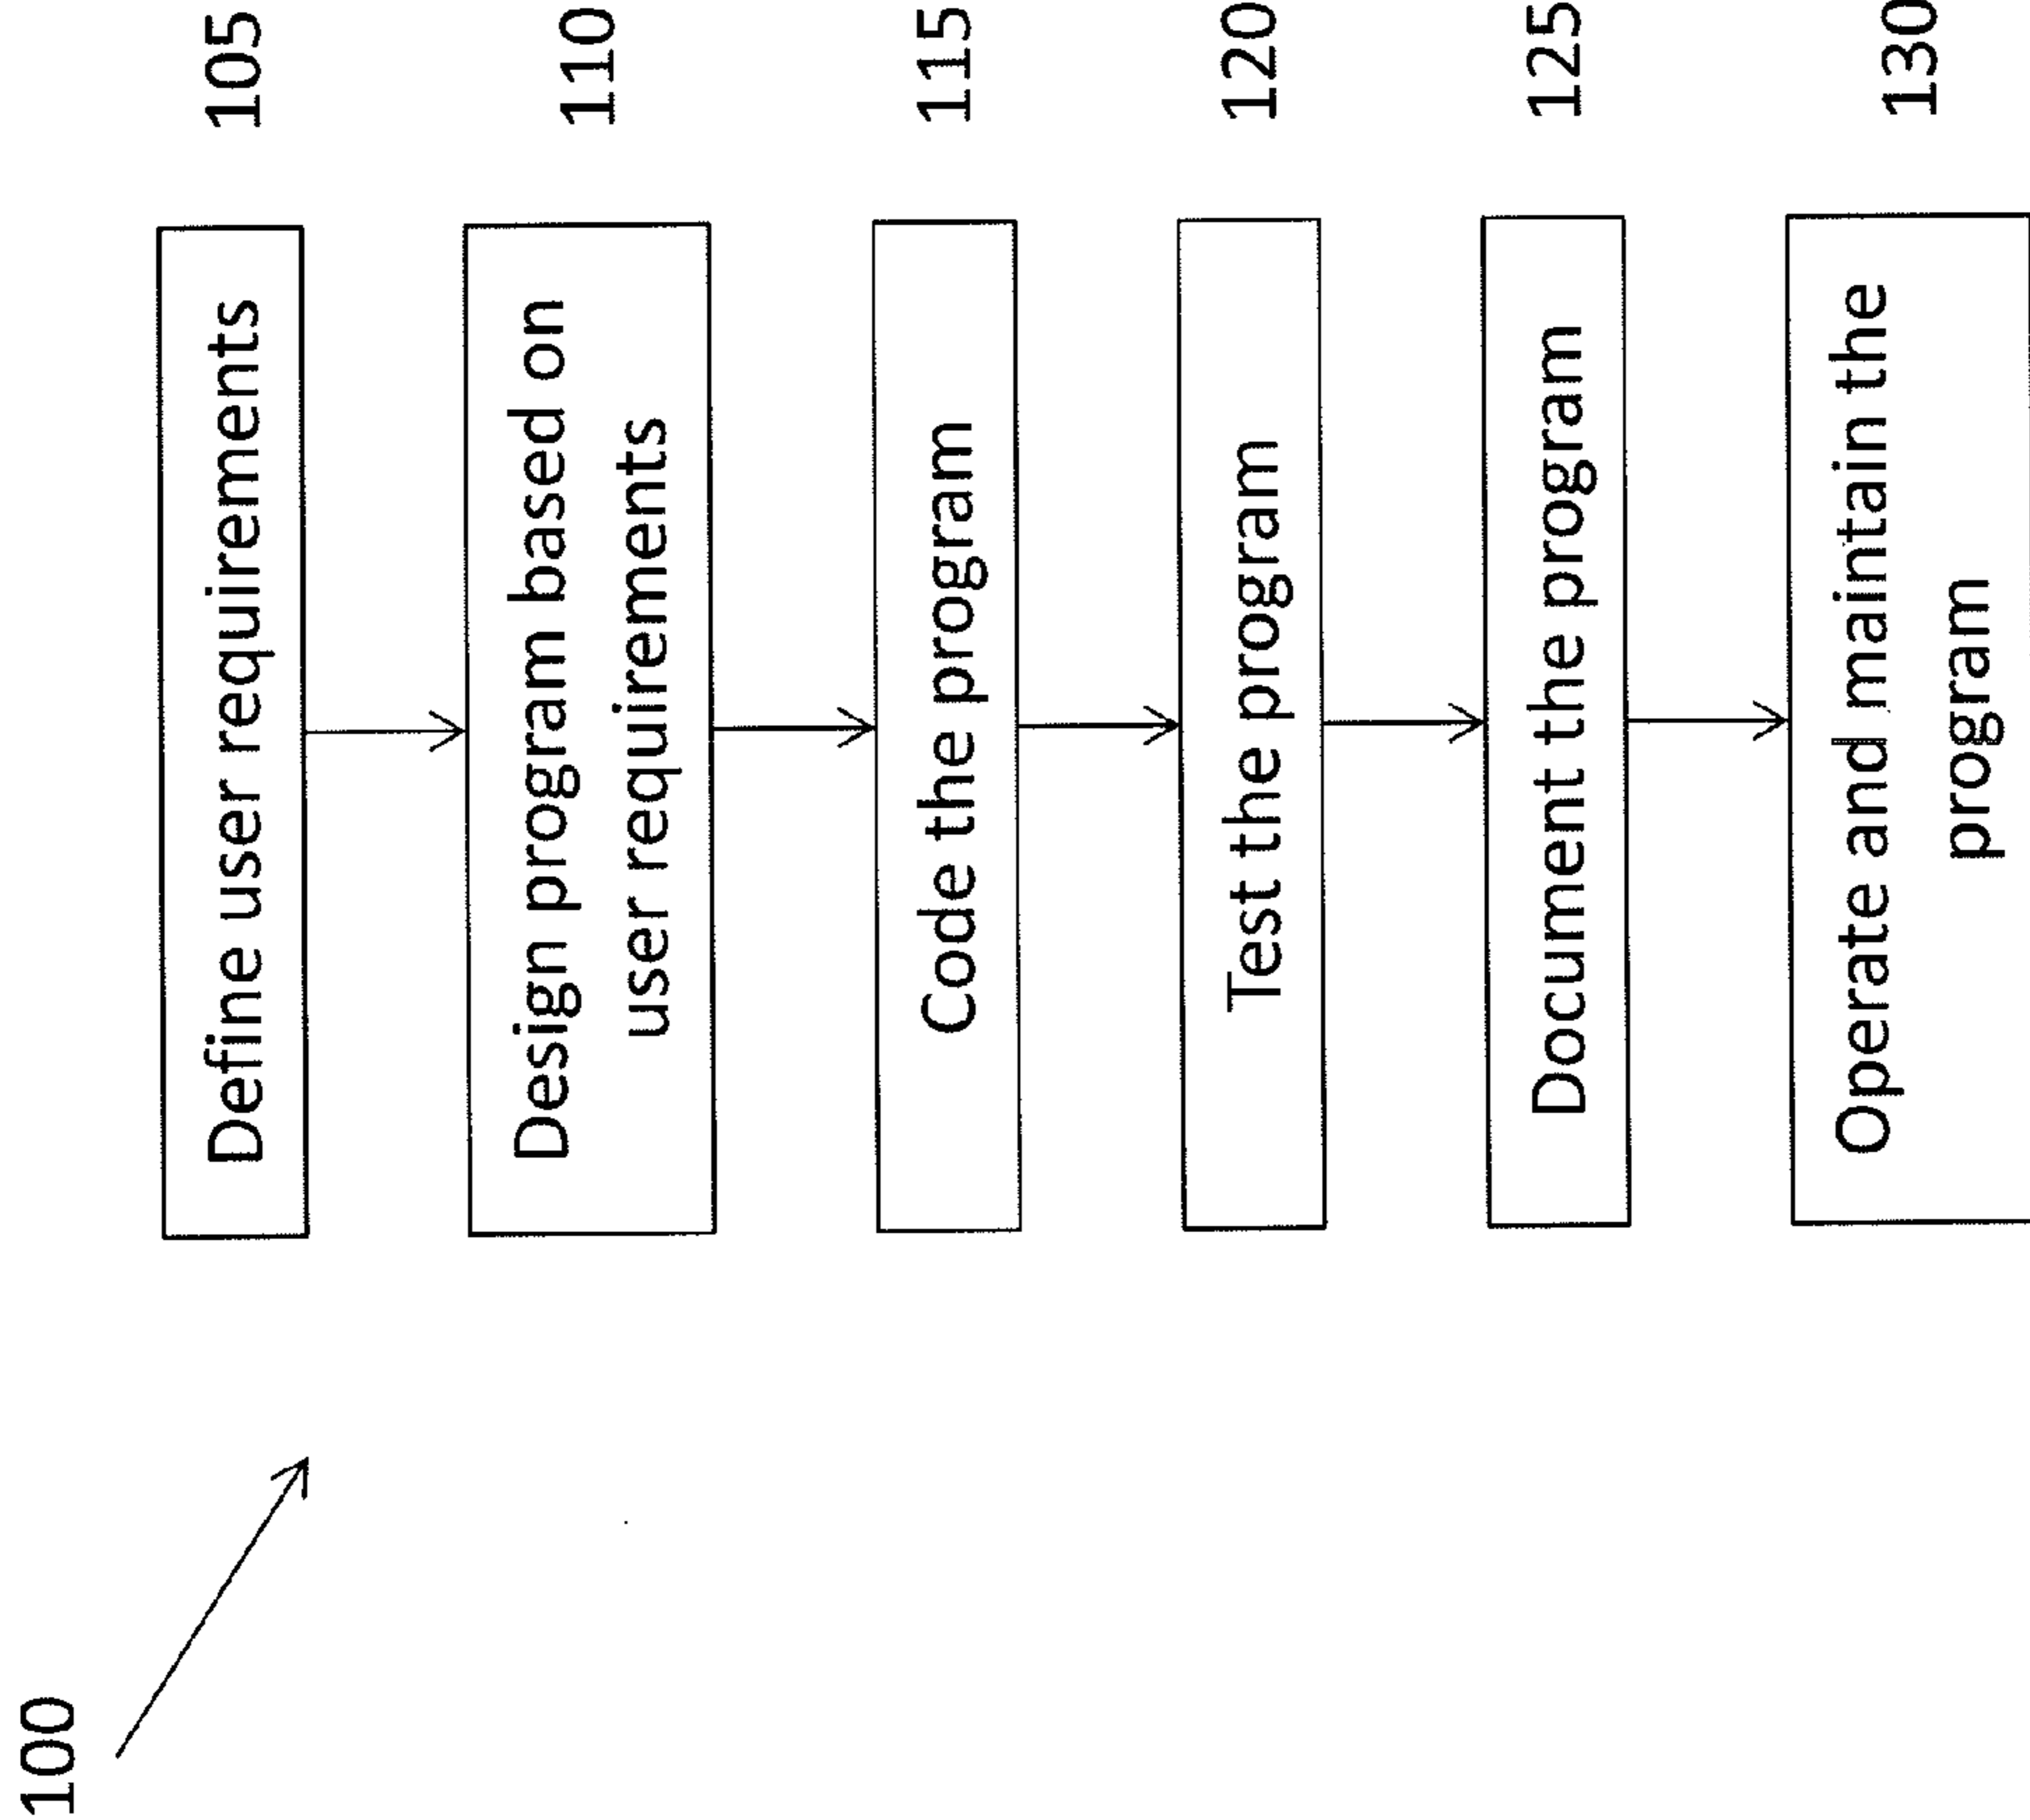 100
Define user requirements
105
Design program based on
user requirements
110
Code the program
115
Test the program
120
Document the program
125
Operate and maintain the
program
130